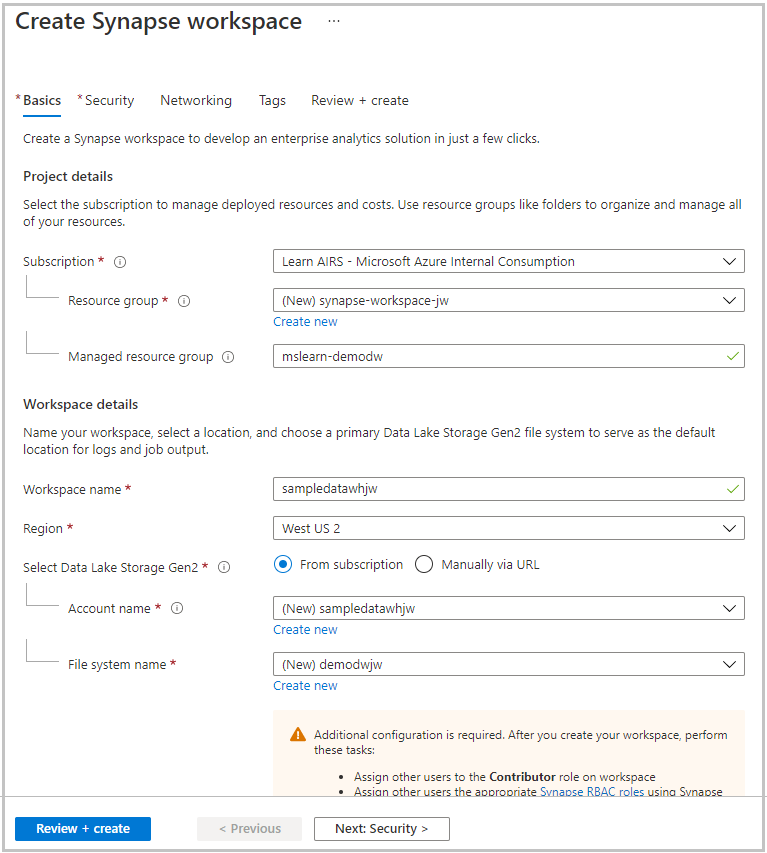 Create Synapse workspace ...
* Basics * Security Networking Tags Review + create
Create a Synapse workspace to develop an enterprise analytics solution in just a few clicks.
Project details
Select the subscription to manage deployed resources and costs. Use resource groups like folders to organize and manage all
of your resources.
Subscription * Learn AIRS - Microsoft Azure Internal Consumption
Resource group * (New) synapse-workspace-jw
Create new
Managed resource group mslearn-demodw
Workspace details
Name your workspace, select a location, and choose a primary Data Lake Storage Gen2 file system to serve as the default
location for logs and job output.
Workspace name * sampledatawhjw
Region * West US 2
Select Data Lake Storage Gen2 * From subscription Manually via URL
Account name * (New) sampledatawhjw
Create new
File system name * (New) demodwjw
Create new
Additional configuration is required. After you create your workspace, perform
these tasks:
• Assign other users to the Contributor role on workspace
• Assign other users the appropriate Synapse RBAC roles using Synapse
Review + create < Previous Next: Security >